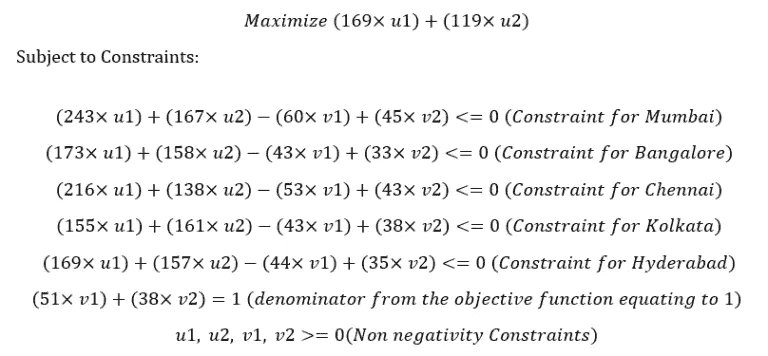 Maximize (169× u1) + (119× u2)
Subject to Constraints:
(243× u1) + (167× u2) − (60× v1) + (45× v2) <= 0 (Constraint for Mumbai)
(173× u1) + (158× u2) − (43× v1) + (33× v2) <= 0 (Constraint for Bangalore)
(216× u1) + (138× u2) − (53× v1) + (43× v2) <= 0 (Constraint for Chennai)
(155× u1) + (161× u2) − (43× v1) + (38× v2) <= 0 (Constraint for Kolkata)
(169× u1) + (157× u2) − (44× v1) + (35× v2) <= 0 (Constraint for Hyderabad)
(51× v1) + (38× v2) = 1 (denominator from the objective function equating to 1)
u1, u2, v1, v2 >= 0(Non negativity Constraints)